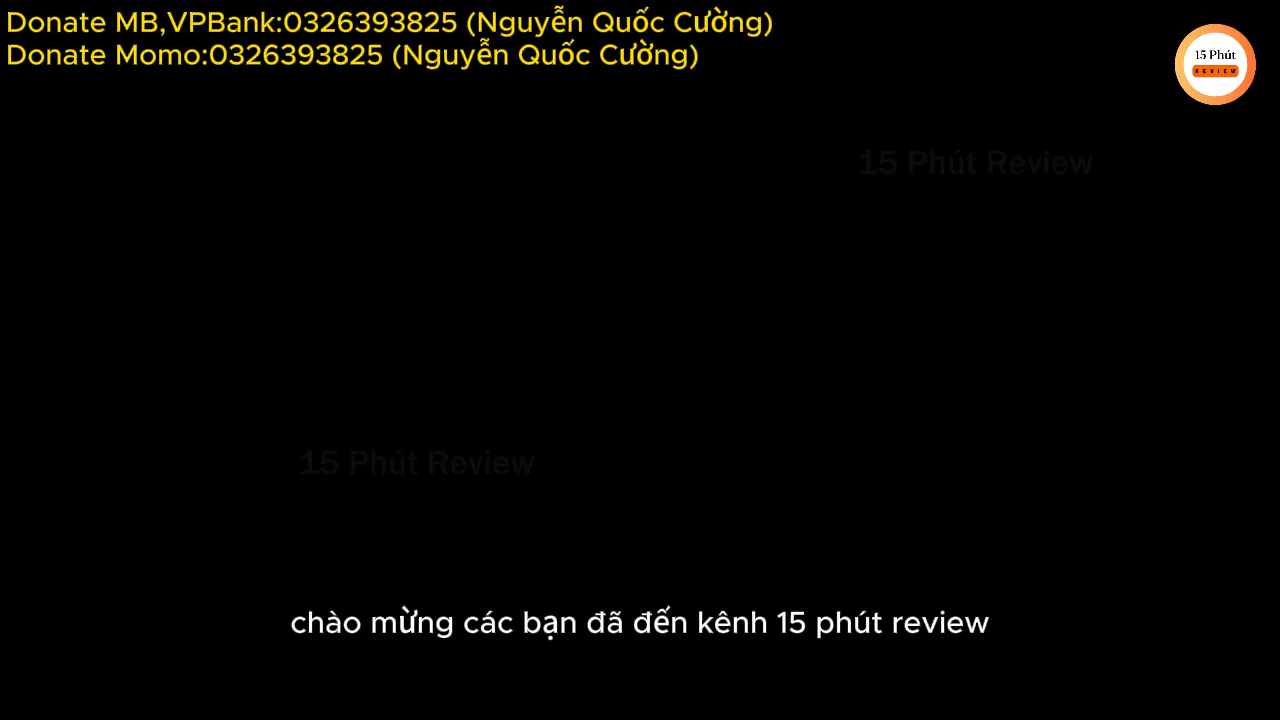 Donate MB,VPBank:0326393825 (Nguyễn Quốc Cường)
Donate Momo:0326393825 (Nguyễn Quốc Cường)
15 Phút
REVIEW
15 Phút Review
15 Phút Review
chào mừng các bạn đã đến kênh 15 phút review